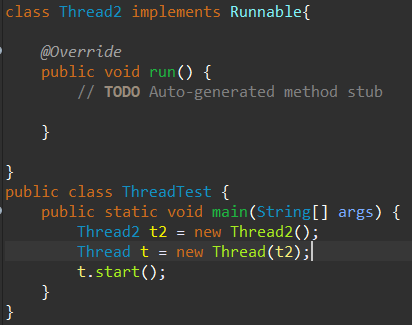 class Thread2 implements Runnable{
@Override
public void run() {
// TODO Auto-generated method stub
}
}
public class ThreadTest {
public static void main(String[] args) {
Thread2 t2 = new Thread2();
Thread t = new Thread(t2);
t.start();
}
}